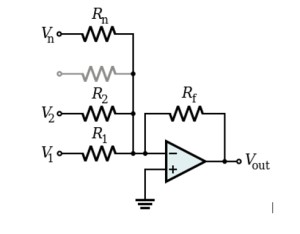 Vn Rn
V2 R2
V1 R1
Rf
−
+
Vout